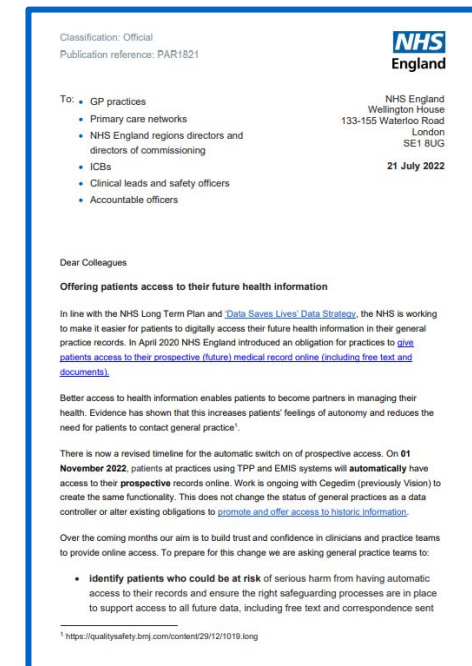 Classification: Official
Publication reference: PAR1821
NHS
England
To: • GP practices
• Primary care networks
• NHS England regions directors and
directors of commissioning
• ICBs
• Clinical leads and safety officers
• Accountable officers
NHS England
Wellington House
133-155 Waterloo Road
London
SE1 8UG
21 July 2022
Dear Colleagues
Offering patients access to their future health information
In line with the NHS Long Term Plan and 'Data Saves Lives' Data Strategy, the NHS is working
to make it easier for patients to digitally access their future health information in their general
practice records. In April 2020 NHS England introduced an obligation for practices to give
patients access to their prospective (future) medical record online (including free text and
documents).
Better access to health information enables patients to become partners in managing their
health. Evidence has shown that this increases patients' feelings of autonomy and reduces the
need for patients to contact general practice¹.
There is now a revised timeline for the automatic switch on of prospective access. On 01
November 2022, patients at practices using TPP and EMIS systems will automatically have
access to their prospective records online. Work is ongoing with Cegedim (previously Vision) to
create the same functionality. This does not change the status of general practices as a data
controller or alter existing obligations to promote and offer access to historic information.
Over the coming months our aim is to build trust and confidence in clinicians and practice teams
to provide online access. To prepare for this change we are asking general practice teams to:
• identify patients who could be at risk of serious harm from having automatic
access to their records and ensure the right safeguarding processes are in place
to support access to all future data, including free text and correspondence sent
¹ https://qualitysafety.bmj.com/content/29/12/1019.long